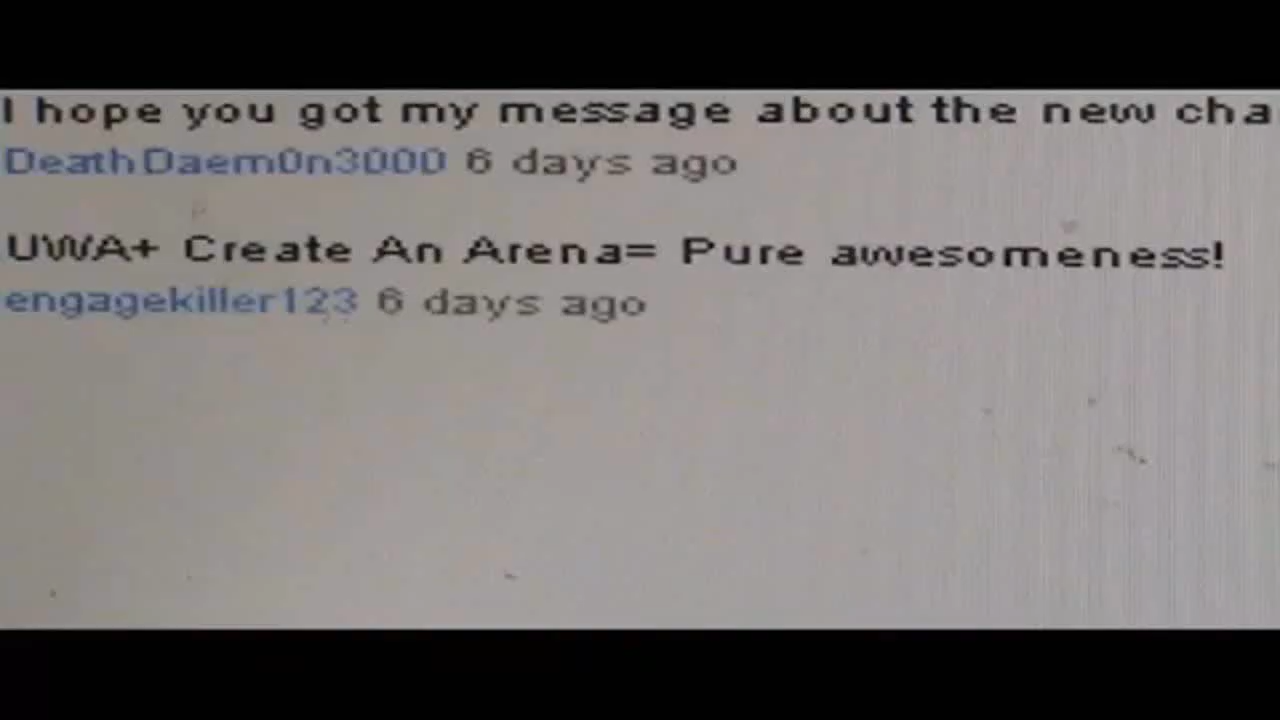 I hope you got my message about the new cha
DeathDaem0n3000 6 days ago
UWA+ Create An Arena= Pure awesomeness!
engagekiller123 6 days ago